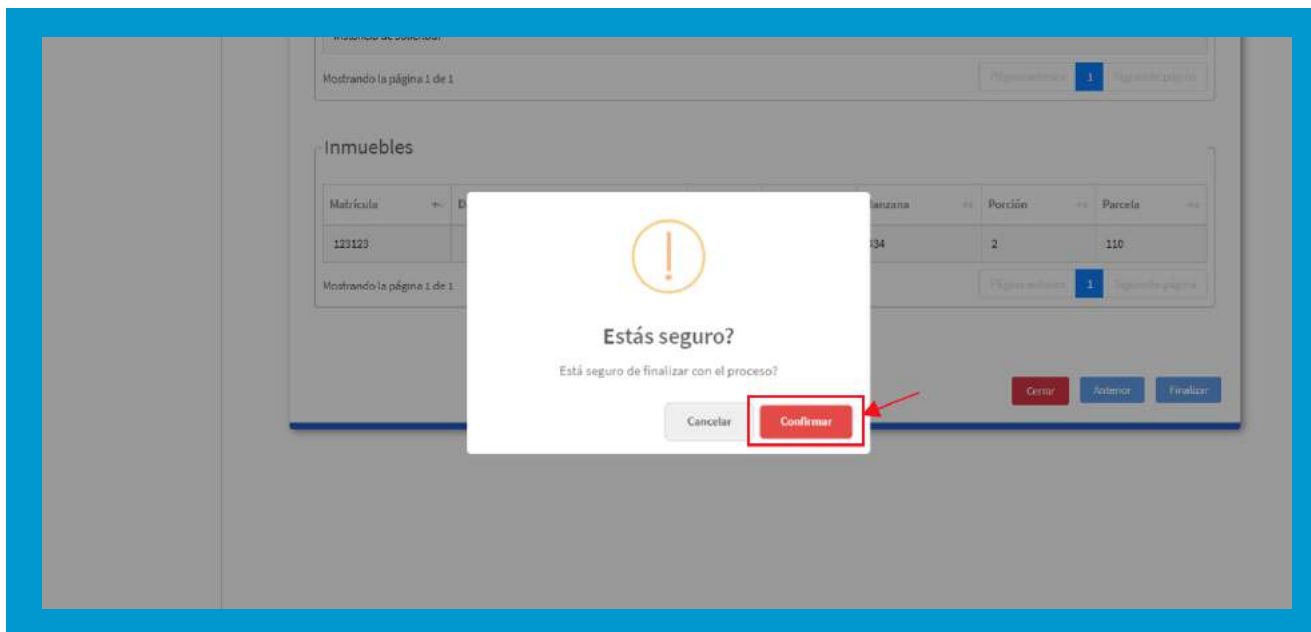 Mostrando la página 1 de 1
1
Inmuebles
Matrícula D Manzana Porción Parcela
123123 434 2 110
Mostrando la página 1 de 1
1
Estás seguro?
Está seguro de finalizar con el proceso?
Cancelar Confirmar
Cerrar Anterior Finalizar